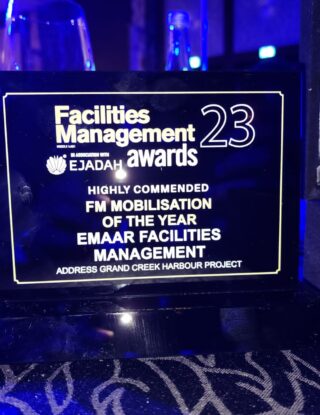 Facilities
Management
MIDDLE EAST
awards
23
IN ASSOCIATION WITH
EJADAH
HIGHLY COMMENDED
FM MOBILISATION
OF THE YEAR
EMAAR FACILITIES
MANAGEMENT
ADDRESS GRAND CREEK HARBOUR PROJECT